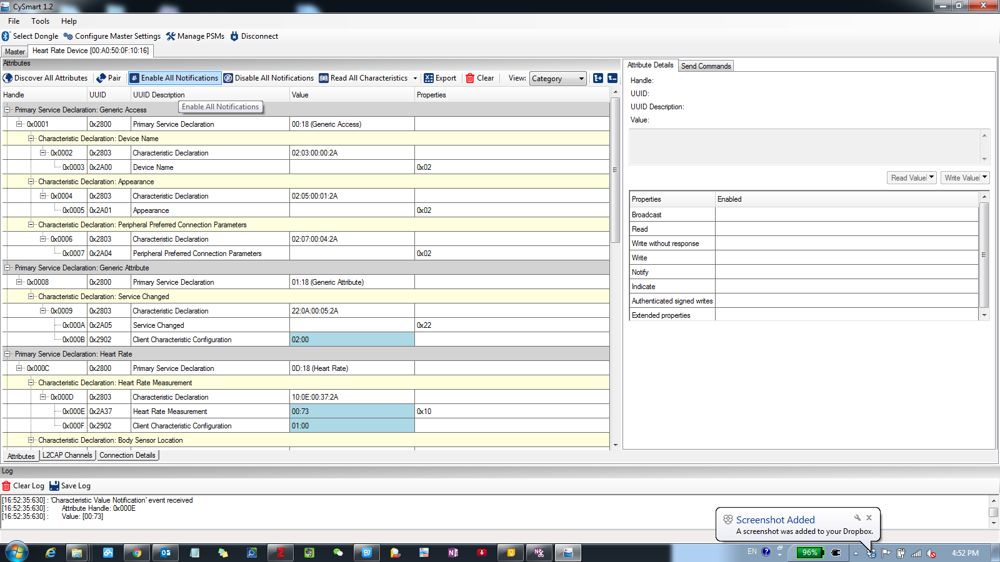 CySmart 1.2
File Tools Help
Select Dongle Configure Master Settings Manage PSMs Disconnect
Master Heart Rate Device [00:A0:50:0F:10:16]
Attributes
Discover All Attributes Pair Enable All Notifications Disable All Notifications Read All Characteristics Export Clear View: Category
Handle UUID UUID Description Value Properties
Enable All Notifications
Primary Service Declaration: Generic Access
0x0001 0x2800 Primary Service Declaration 00:18 (Generic Access)
Characteristic Declaration: Device Name
0x0002 0x2803 Characteristic Declaration 02:03:00:00:2A
0x0003 0x2A00 Device Name 0x02
Characteristic Declaration: Appearance
0x0004 0x2803 Characteristic Declaration 02:05:00:01:2A
0x0005 0x2A01 Appearance 0x02
Characteristic Declaration: Peripheral Preferred Connection Parameters
0x0006 0x2803 Characteristic Declaration 02:07:00:04:2A
0x0007 0x2A04 Peripheral Preferred Connection Parameters 0x02
Primary Service Declaration: Generic Attribute
0x0008 0x2800 Primary Service Declaration 01:18 (Generic Attribute)
Characteristic Declaration: Service Changed
0x0009 0x2803 Characteristic Declaration 22:0A:00:05:2A
0x000A 0x2A05 Service Changed 0x22
0x000B 0x2902 Client Characteristic Configuration 02:00
Primary Service Declaration: Heart Rate
0x000C 0x2800 Primary Service Declaration 0D:18 (Heart Rate)
Characteristic Declaration: Heart Rate Measurement
0x000D 0x2803 Characteristic Declaration 10:0E:00:37:2A
0x000E 0x2A37 Heart Rate Measurement 00:73 0x10
0x000F 0x2902 Client Characteristic Configuration 01:00
Characteristic Declaration: Body Sensor Location
Attributes L2CAP Channels Connection Details
Attribute Details Send Commands
Handle:
UUID:
UUID Description:
Value:
Read Value Write Value
Properties Enabled
Broadcast
Read
Write without response
Write
Notify
Indicate
Authenticated signed writes
Extended properties
Log
Clear Log Save Log
[16:52:35:630] : 'Characteristic Value Notification' event received
[16:52:35:630] : Attribute Handle: 0x000E
[16:52:35:630] : Value: [00:73]
Screenshot Added
A screenshot was added to your Dropbox.
EN 96% 4:52 PM